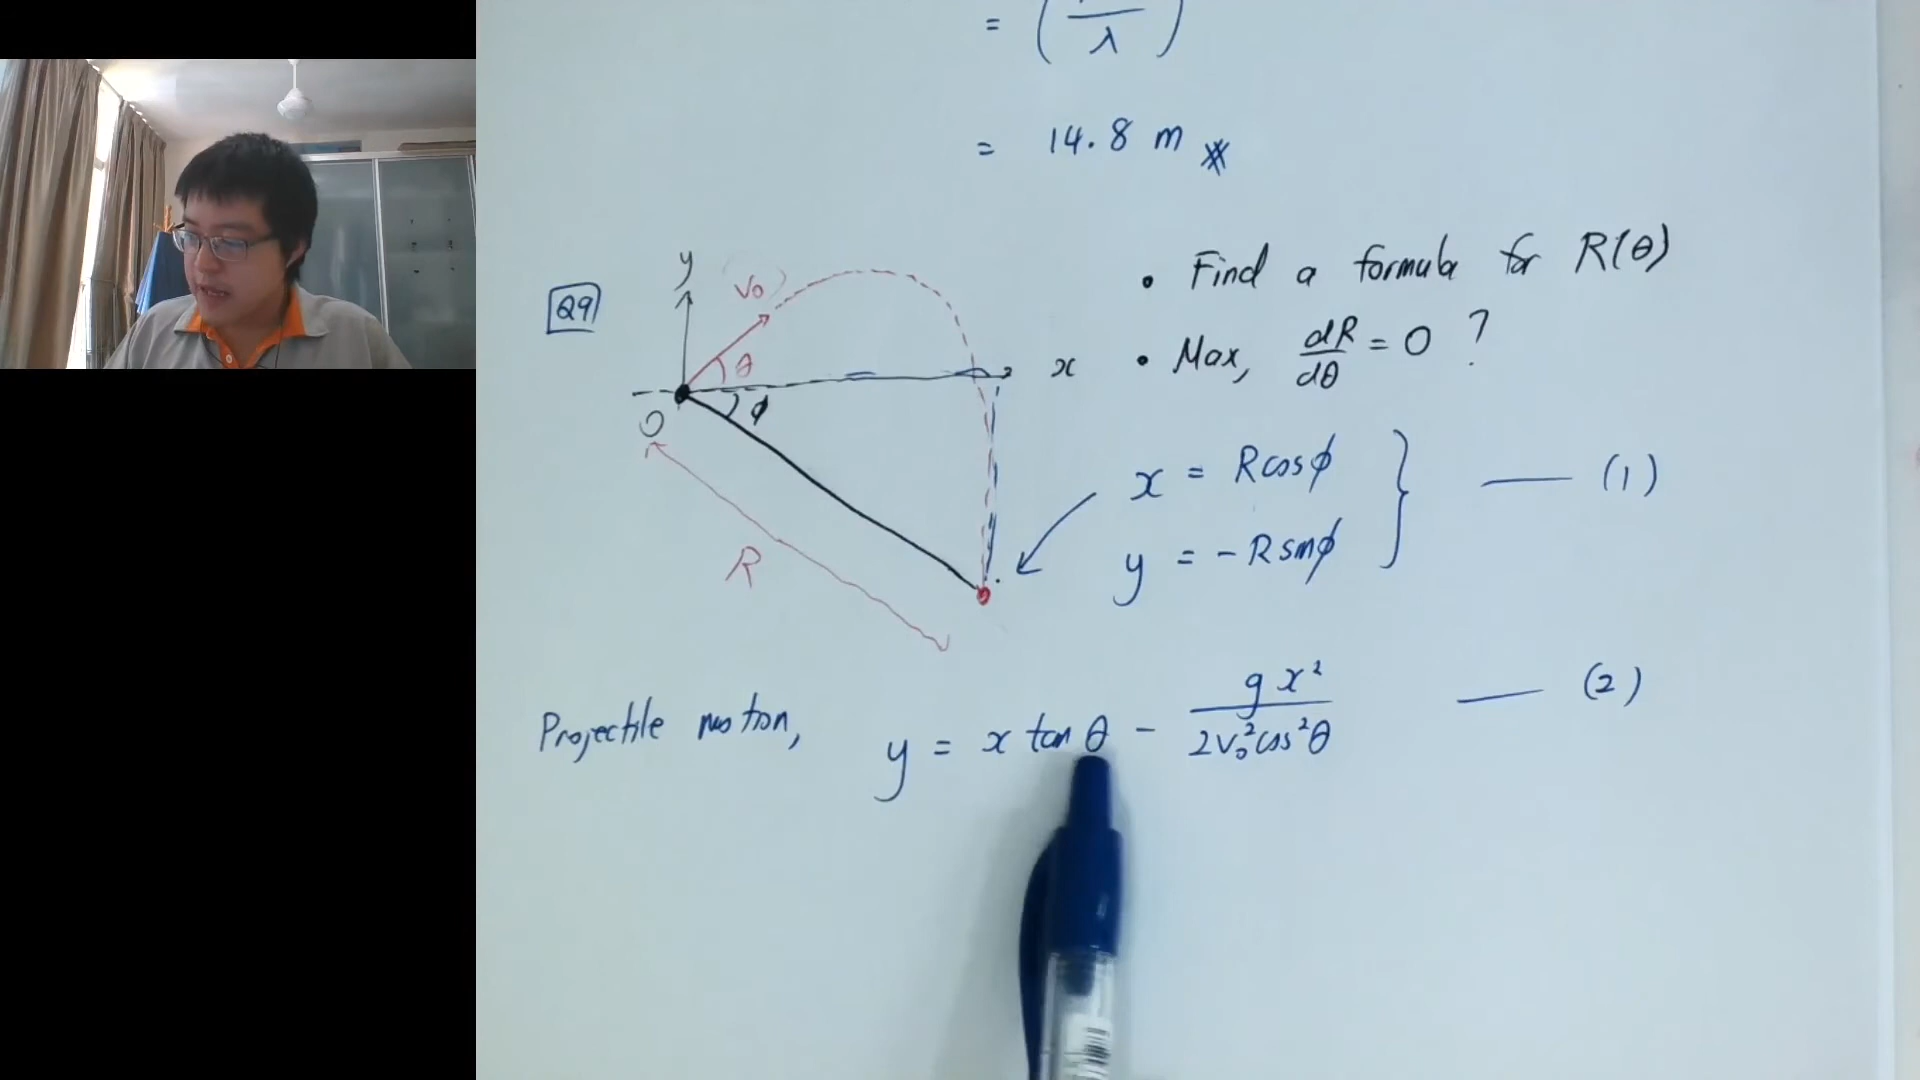 = ( / λ )
= 14.8 m
Q9
y
v₀
θ
x
O
ϕ
R
• Find a formula for R(θ)
• Max, dR/dθ = 0 ?
x = R cos ϕ
y = - R sin ϕ } —— (1)
Projectile motion, y = x tan θ - g x² / 2v₀² cos² θ —— (2)